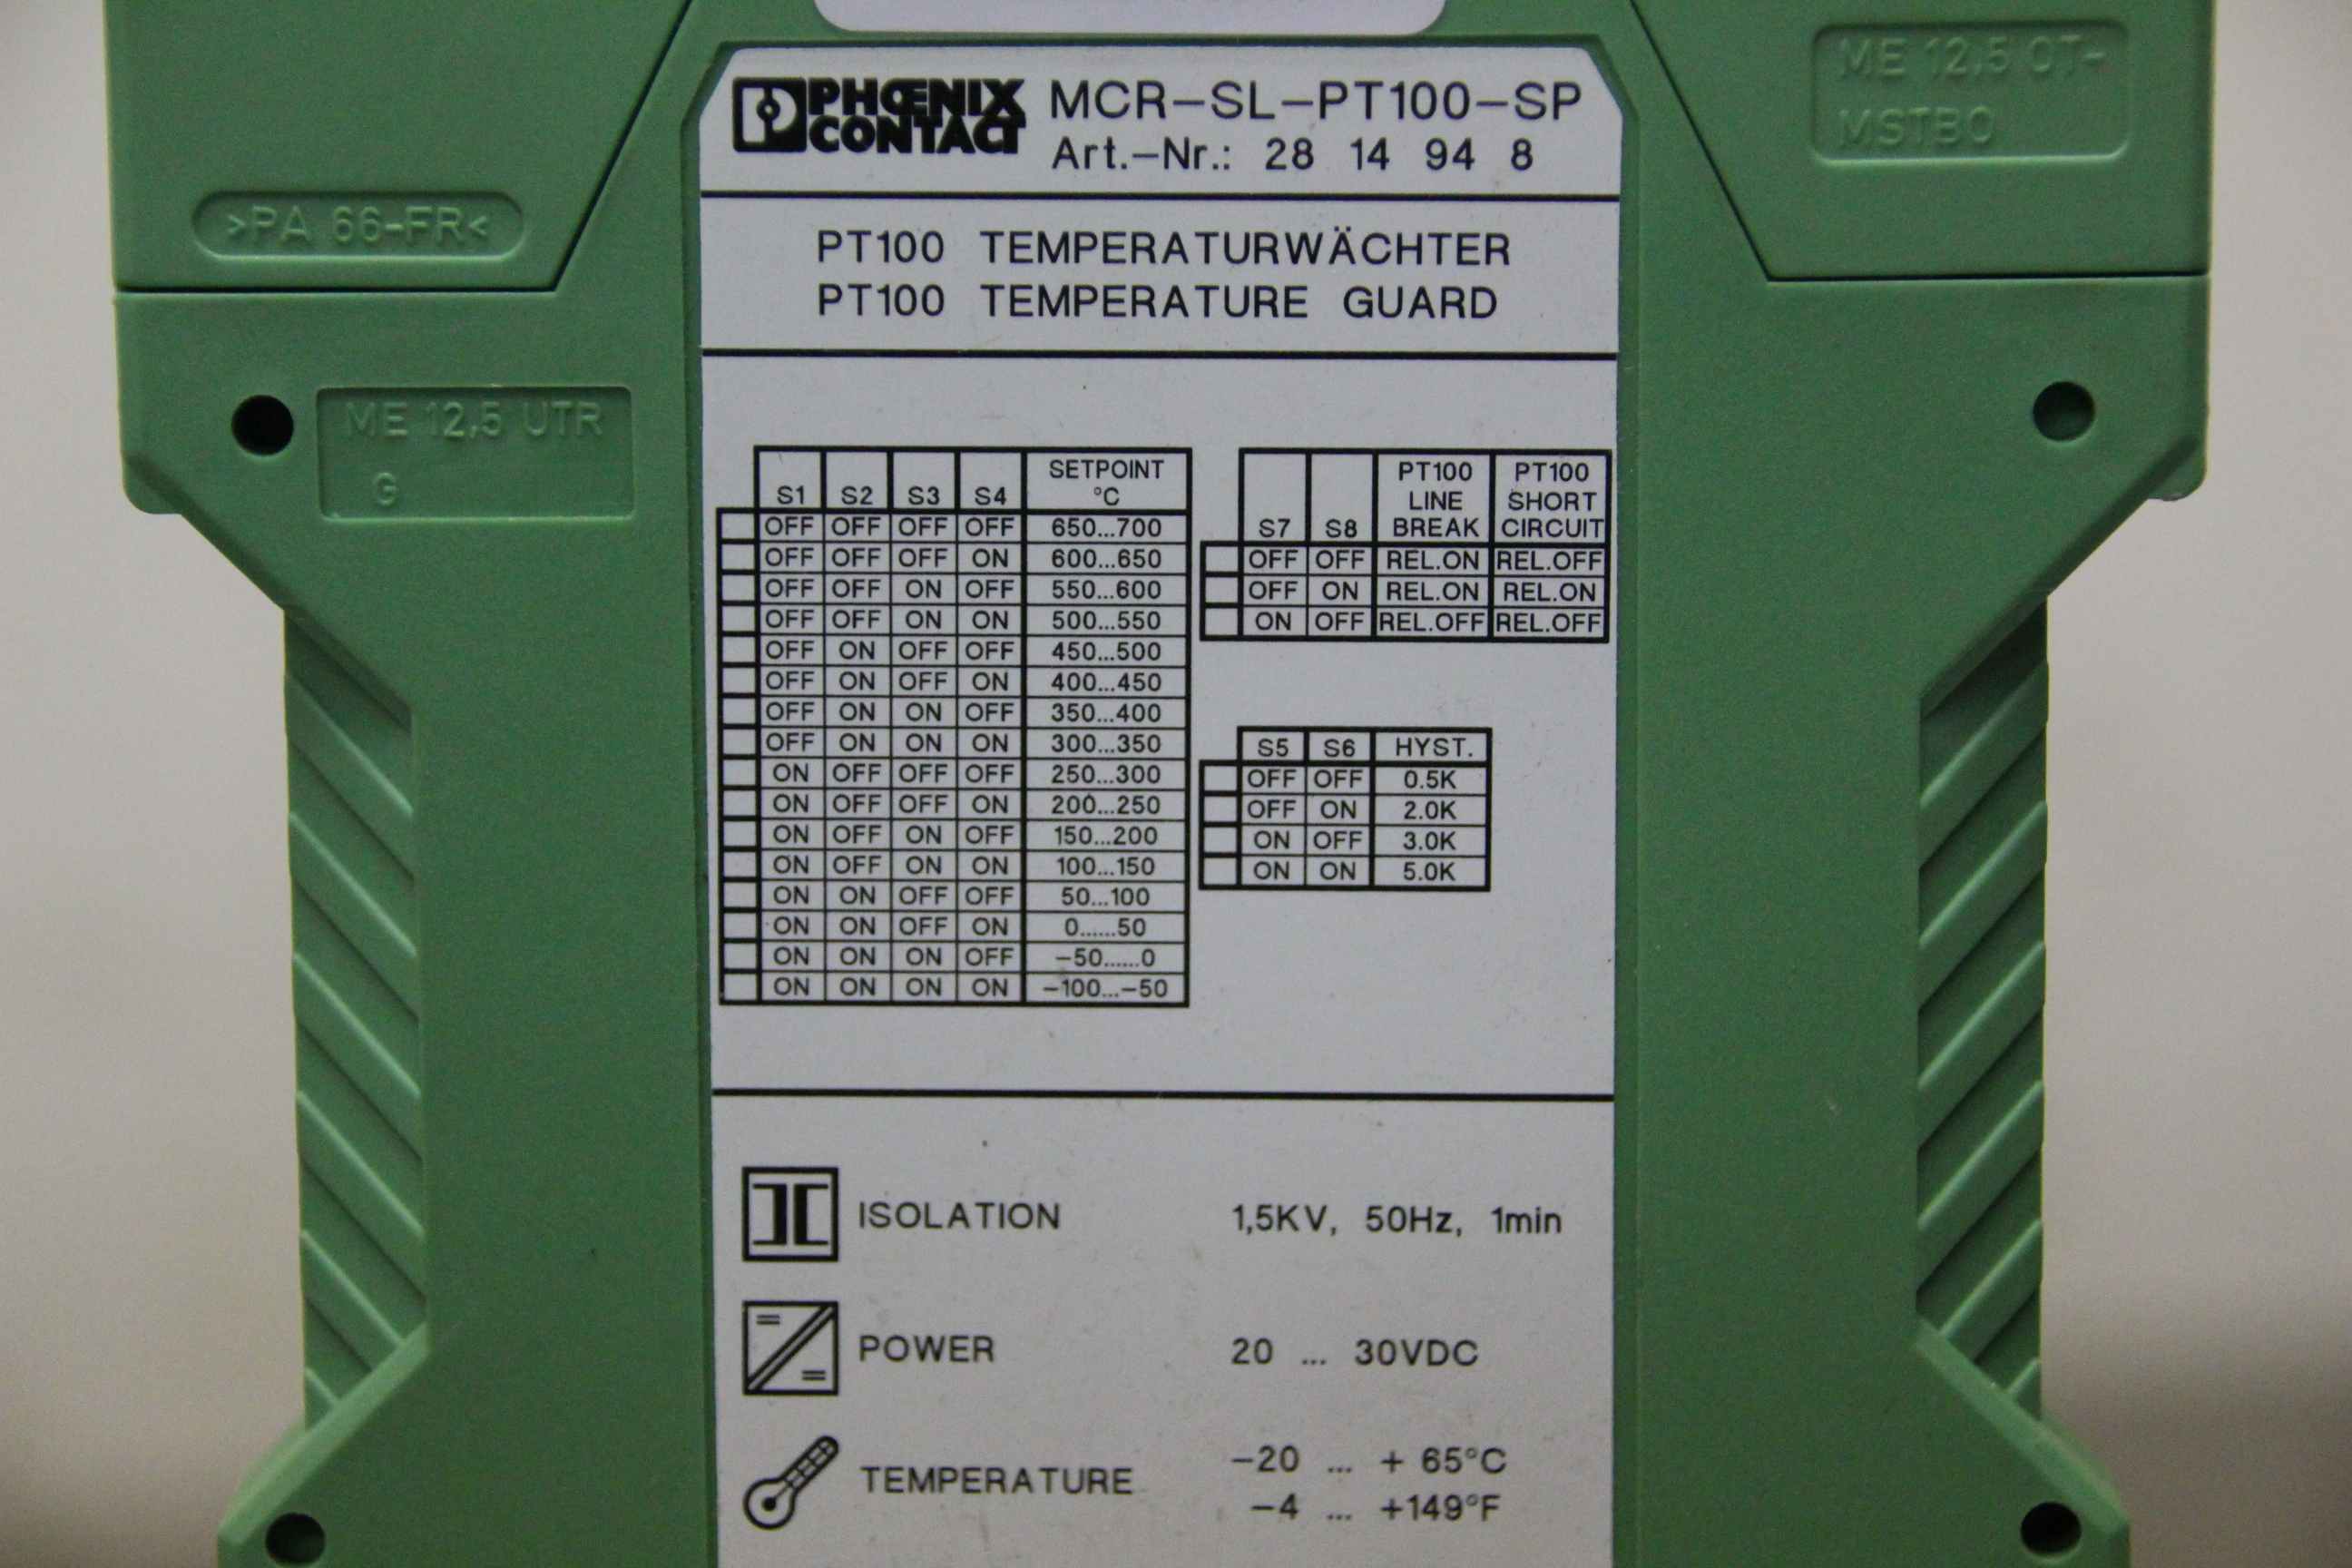 PHŒNIX
CONTACT
MCR-SL-PT100-SP
Art.-Nr.: 28 14 94 8
ME 12,5 OT-
MSTBO
>PA 66-FR<
PT100 TEMPERATURWÄCHTER
PT100 TEMPERATURE GUARD
ME 12,5 UTR
G
S1 S2 S3 S4 SETPOINT °C
OFF OFF OFF OFF 650...700
OFF OFF OFF ON 600...650
OFF OFF ON OFF 550...600
OFF OFF ON ON 500...550
OFF ON OFF OFF 450...500
OFF ON OFF ON 400...450
OFF ON ON OFF 350...400
OFF ON ON ON 300...350
ON OFF OFF OFF 250...300
ON OFF OFF ON 200...250
ON OFF ON OFF 150...200
ON OFF ON ON 100...150
ON ON OFF OFF 50...100
ON ON OFF ON 0......50
ON ON ON OFF -50......0
ON ON ON ON -100...-50
S7 S8 PT100 LINE BREAK PT100 SHORT CIRCUIT
OFF OFF REL.ON REL.OFF
OFF ON REL.ON REL.ON
ON OFF REL.OFF REL.OFF
S5 S6 HYST.
OFF OFF 0.5K
OFF ON 2.0K
ON OFF 3.0K
ON ON 5.0K
ISOLATION 1,5KV, 50Hz, 1min
POWER 20 ... 30VDC
TEMPERATURE -20 ... + 65°C
-4 ... +149°F